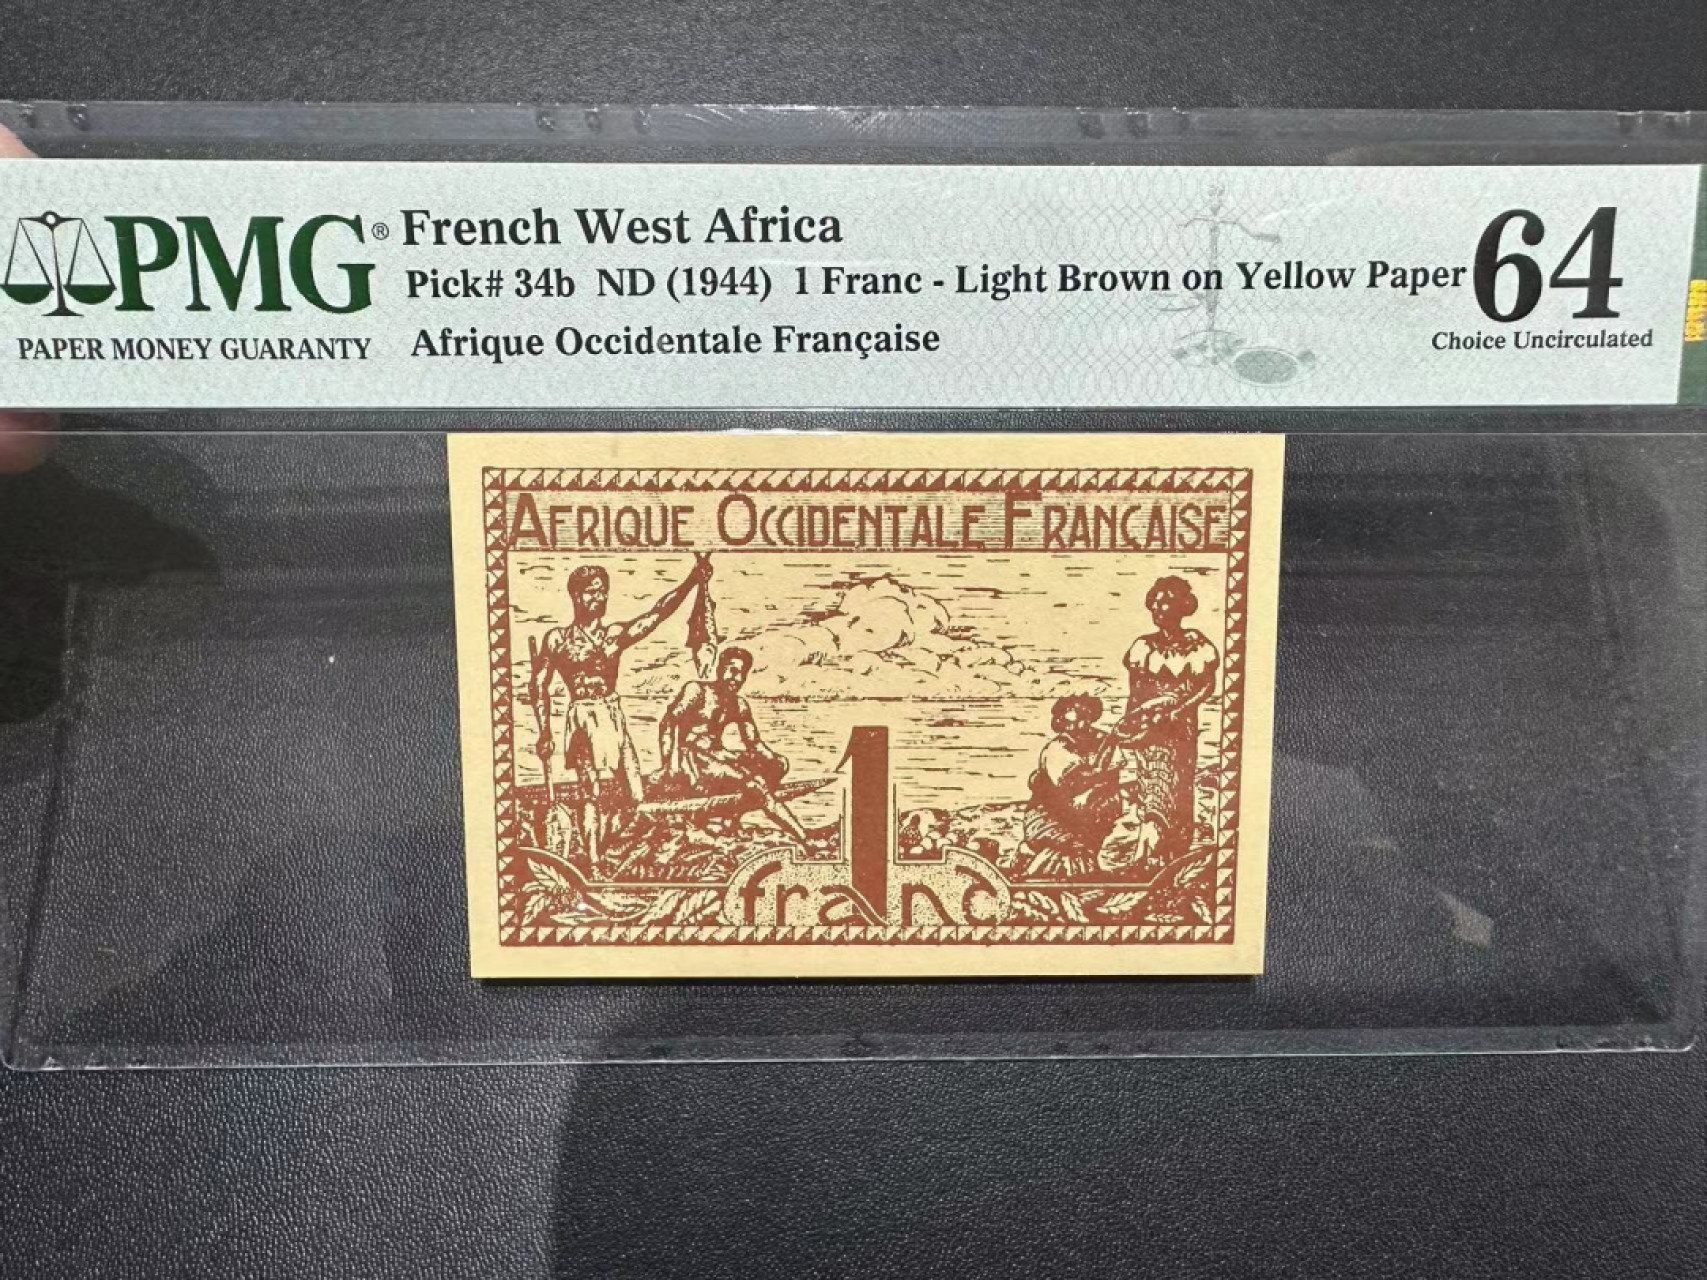 PMG®
PAPER MONEY GUARANTY
French West Africa
Pick# 34b ND (1944) 1 Franc - Light Brown on Yellow Paper
Afrique Occidentale Française
64
Choice Uncirculated
AFRIQUE OCCIDENTALE FRANÇAISE
1
franc